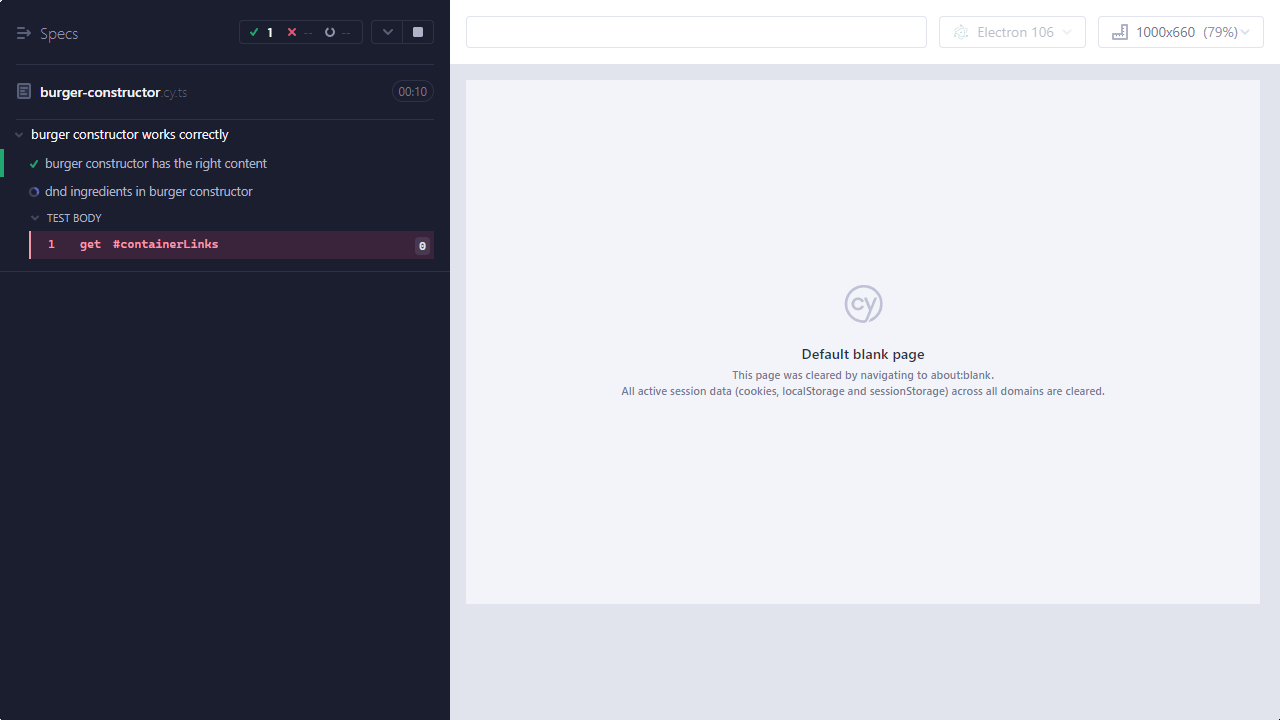 Specs
1 -- --
burger-constructor.cy.ts 00:10
burger constructor works correctly
burger constructor has the right content
dnd ingredients in burger constructor
TEST BODY
1 get #containerLinks 0
Electron 106
1000x660 (79%)
cy
Default blank page
This page was cleared by navigating to about:blank.
All active session data (cookies, localStorage and sessionStorage) across all domains are cleared.